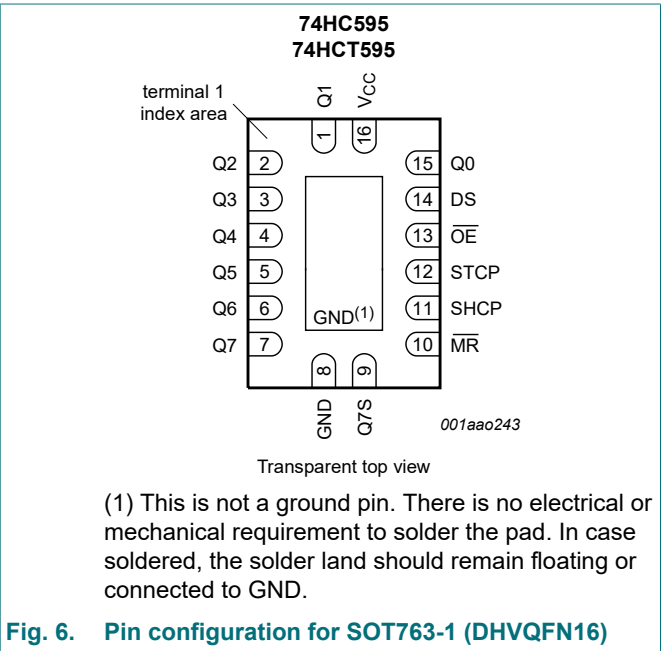 74HC595
74HCT595
terminal 1
index area
Q1
VCC
1
16
Q2 2
15 Q0
Q3 3
14 DS
Q4 4
13 OE
Q5 5
12 STCP
Q6 6
11 SHCP
Q7 7
10 MR
GND(1)
8
9
GND
Q7S
001aao243
Transparent top view
(1) This is not a ground pin. There is no electrical or
mechanical requirement to solder the pad. In case
soldered, the solder land should remain floating or
connected to GND.
Fig. 6. Pin configuration for SOT763-1 (DHVQFN16)